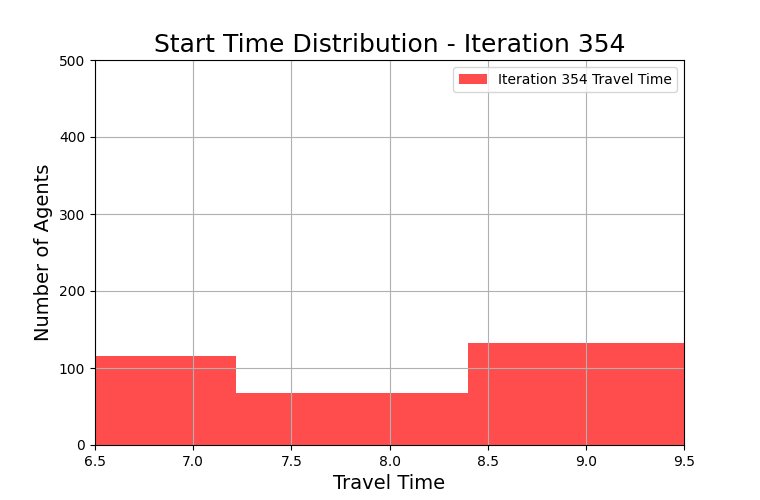 Start Time Distribution - Iteration 354
Iteration 354 Travel Time
Number of Agents
500
400
300
200
100
0
6.5 7.0 7.5 8.0 8.5 9.0 9.5
Travel Time